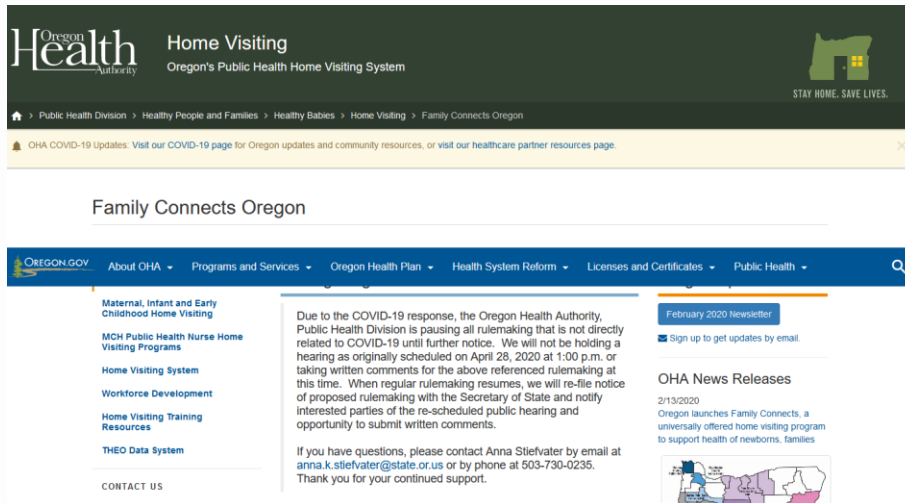 Oregon
Health
Authority
Home Visiting
Oregon's Public Health Home Visiting System
STAY HOME. SAVE LIVES.
> Public Health Division > Healthy People and Families > Healthy Babies > Home Visiting > Family Connects Oregon
OHA COVID-19 Updates: Visit our COVID-19 page for Oregon updates and community resources, or visit our healthcare partner resources page.
Family Connects Oregon
OREGON.GOV
About OHA
Programs and Services
Oregon Health Plan
Health System Reform
Licenses and Certificates
Public Health
Maternal, Infant and Early
Childhood Home Visiting
MCH Public Health Nurse Home
Visiting Programs
Home Visiting System
Workforce Development
Home Visiting Training
Resources
THEO Data System
CONTACT US
Due to the COVID-19 response, the Oregon Health Authority,
Public Health Division is pausing all rulemaking that is not directly
related to COVID-19 until further notice. We will not be holding a
hearing as originally scheduled on April 28, 2020 at 1:00 p.m. or
taking written comments for the above referenced rulemaking at
this time. When regular rulemaking resumes, we will re-file notice
of proposed rulemaking with the Secretary of State and notify
interested parties of the re-scheduled public hearing and
opportunity to submit written comments.
If you have questions, please contact Anna Stiefvater by email at
anna.k.stiefvater@state.or.us or by phone at 503-730-0235.
Thank you for your continued support.
February 2020 Newsletter
Sign up to get updates by email.
OHA News Releases
2/13/2020
Oregon launches Family Connects, a
universally offered home visiting program
to support health of newborns, families